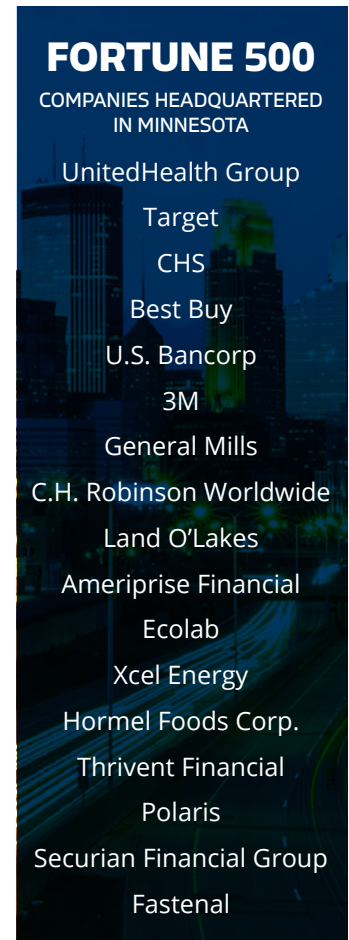 FORTUNE 500
COMPANIES HEADQUARTERED
IN MINNESOTA
UnitedHealth Group
Target
CHS
Best Buy
U.S. Bancorp
3M
General Mills
C.H. Robinson Worldwide
Land O’Lakes
Ameriprise Financial
Ecolab
Xcel Energy
Hormel Foods Corp.
Thrivent Financial
Polaris
Securian Financial Group
Fastenal